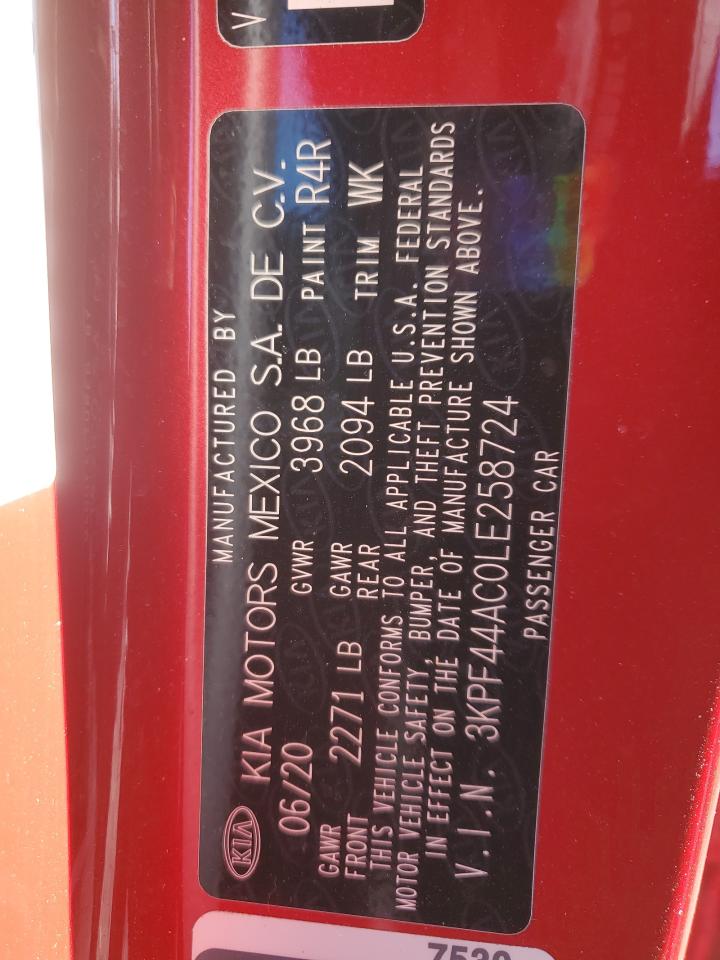 V
MANUFACTURED BY
KIA KIA MOTORS MEXICO S.A. DE C.V.
06/20 GVWR 3968 LB PAINT R4R
GAWR FRONT 2271 LB GAWR REAR 2094 LB TRIM WK
THIS VEHICLE CONFORMS TO ALL APPLICABLE U.S.A. FEDERAL
MOTOR VEHICLE SAFETY, BUMPER, AND THEFT PREVENTION STANDARDS
IN EFFECT ON THE DATE OF MANUFACTURE SHOWN ABOVE.
V.I.N. 3KPF44AC0LE258724
PASSENGER CAR